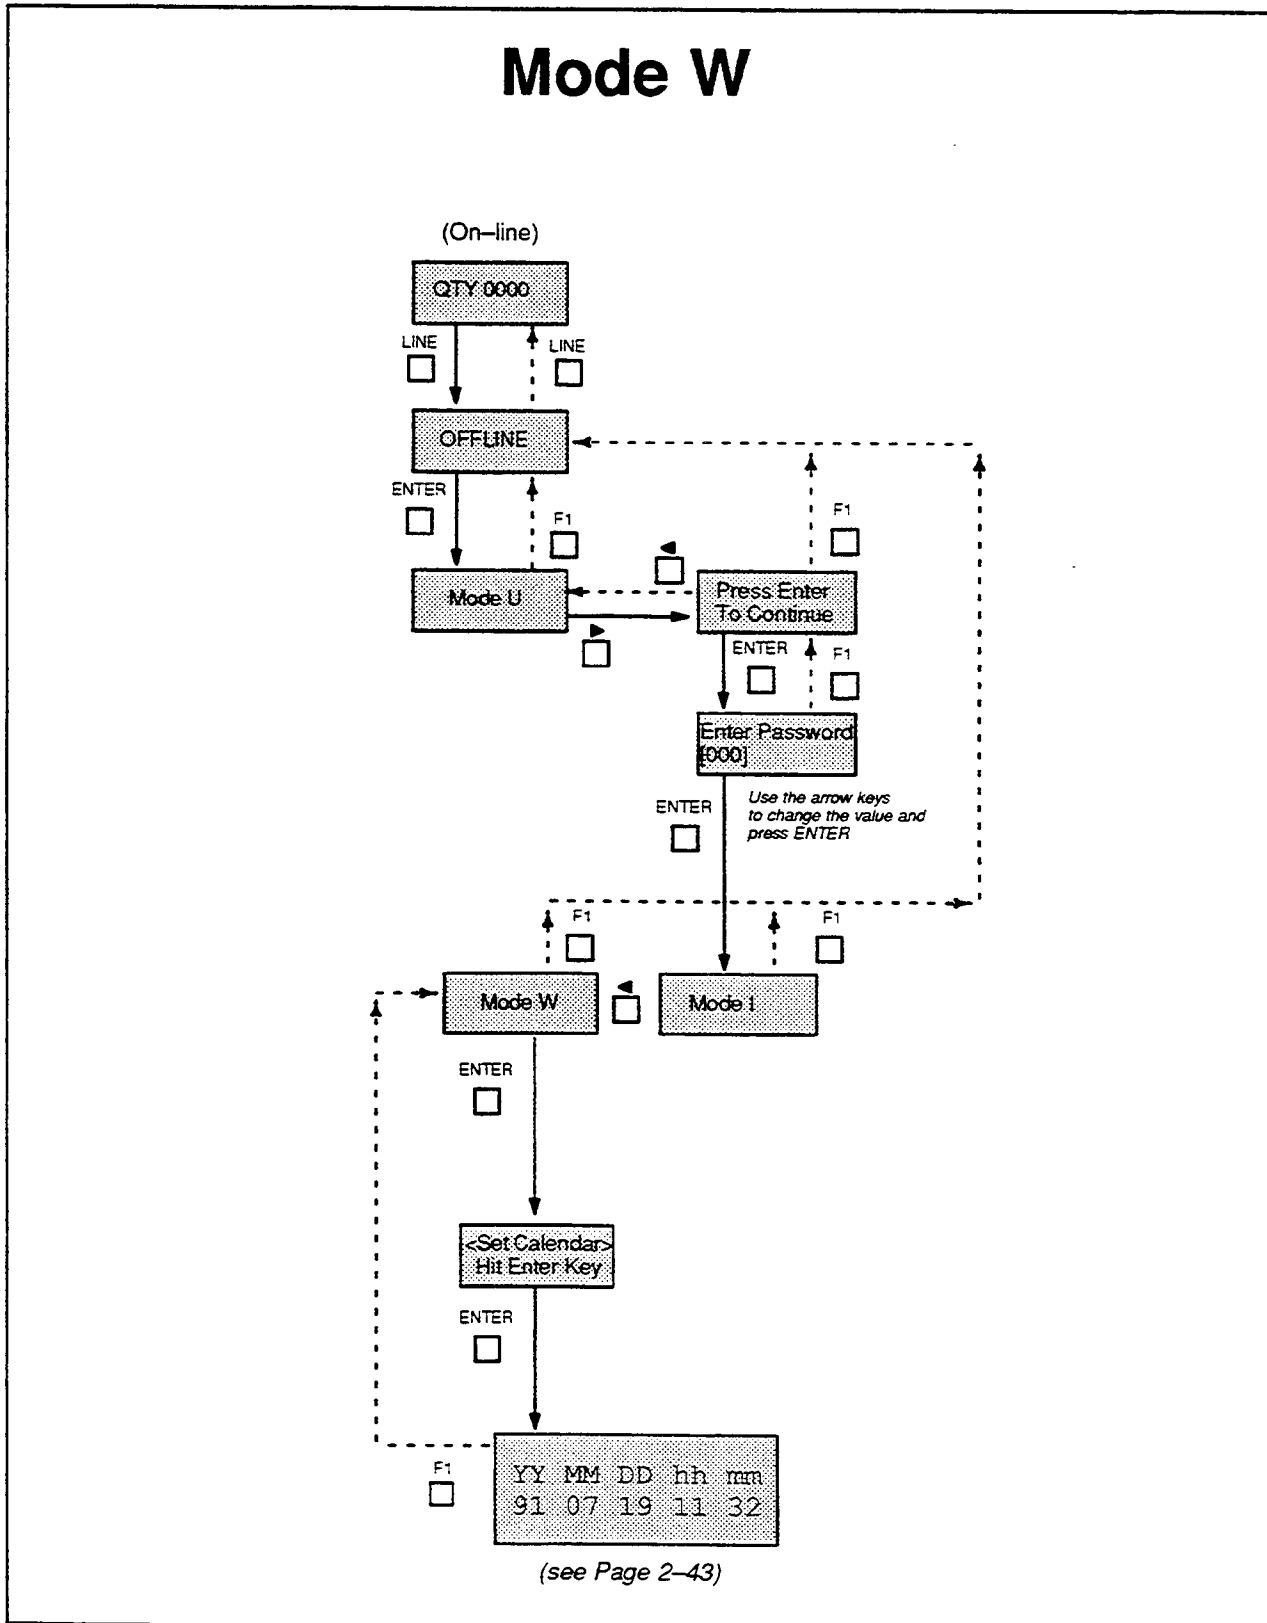 Mode W
(On–line)
QTY 0000
LINE
LINE
OFFLINE
ENTER
F1
F1
Mode U
Press Enter
To Continue
ENTER
F1
Enter Password
[000]
ENTER
Use the arrow keys
to change the value and
press ENTER
F1
F1
Mode W
Mode I
ENTER
<Set Calendar>
Hit Enter Key
ENTER
F1
YY MM DD hh mm
91 07 19 11 32
(see Page 2–43)